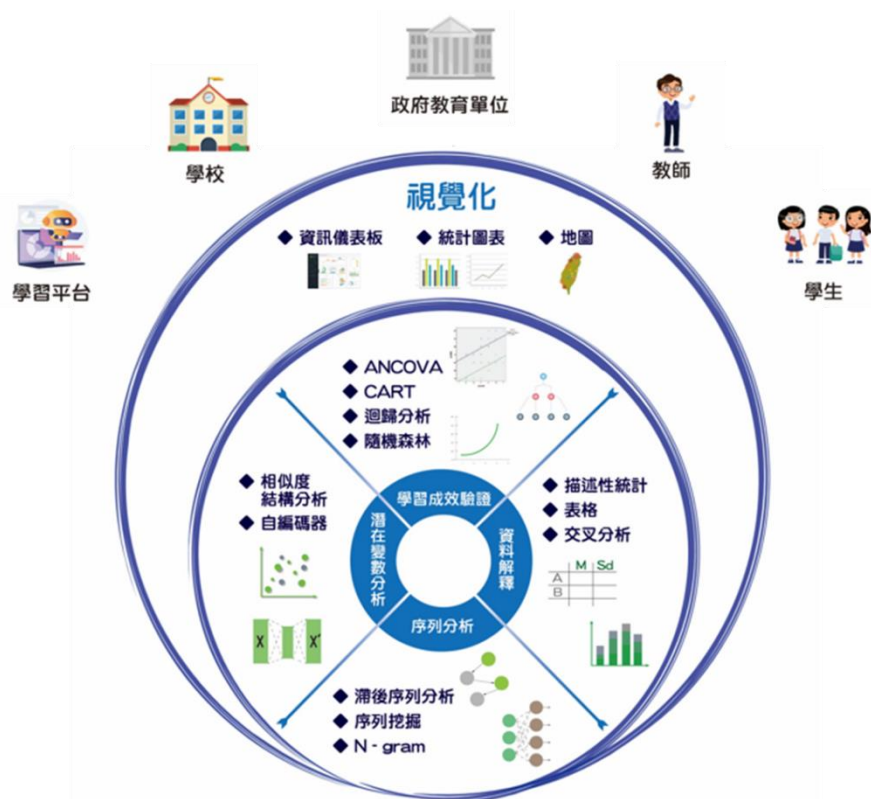 政府教育單位
學校
教師
學習平台
學生
視覺化
◆ 資訊儀表板
◆ 統計圖表
◆ 地圖
◆ ANCOVA
◆ CART
◆ 迴歸分析
◆ 隨機森林
◆ 相似度
結構分析
◆ 自編碼器
學習成效驗證
潛在變數分析
資料解釋
序列分析
◆ 描述性統計
◆ 表格
◆ 交叉分析
M Sd
A
B
X X'
◆ 滯後序列分析
◆ 序列挖掘
◆ N - gram